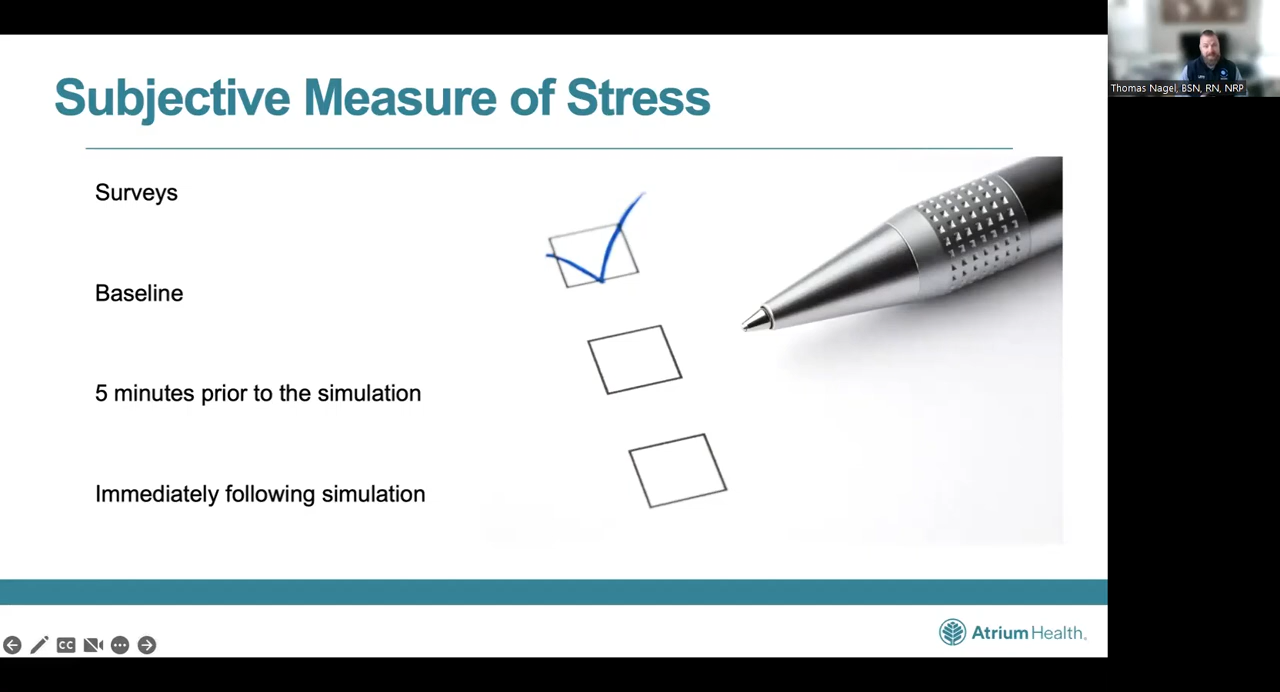 Subjective Measure of Stress
Thomas Nagel, BSN, RN, NRP
Surveys
Baseline
5 minutes prior to the simulation
Immediately following simulation
CC
Atrium Health.